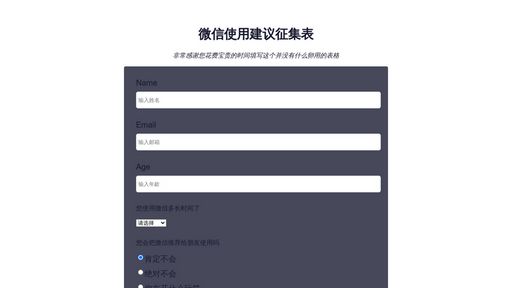 微信使用建议征集表
非常感谢您花费宝贵的时间填写这个并没有什么卵用的表格
Name
输入姓名
Email
输入邮箱
Age
输入年龄
您使用微信多长时间了
请选择
您会把微信推荐给朋友使用吗
肯定不会
绝对不会